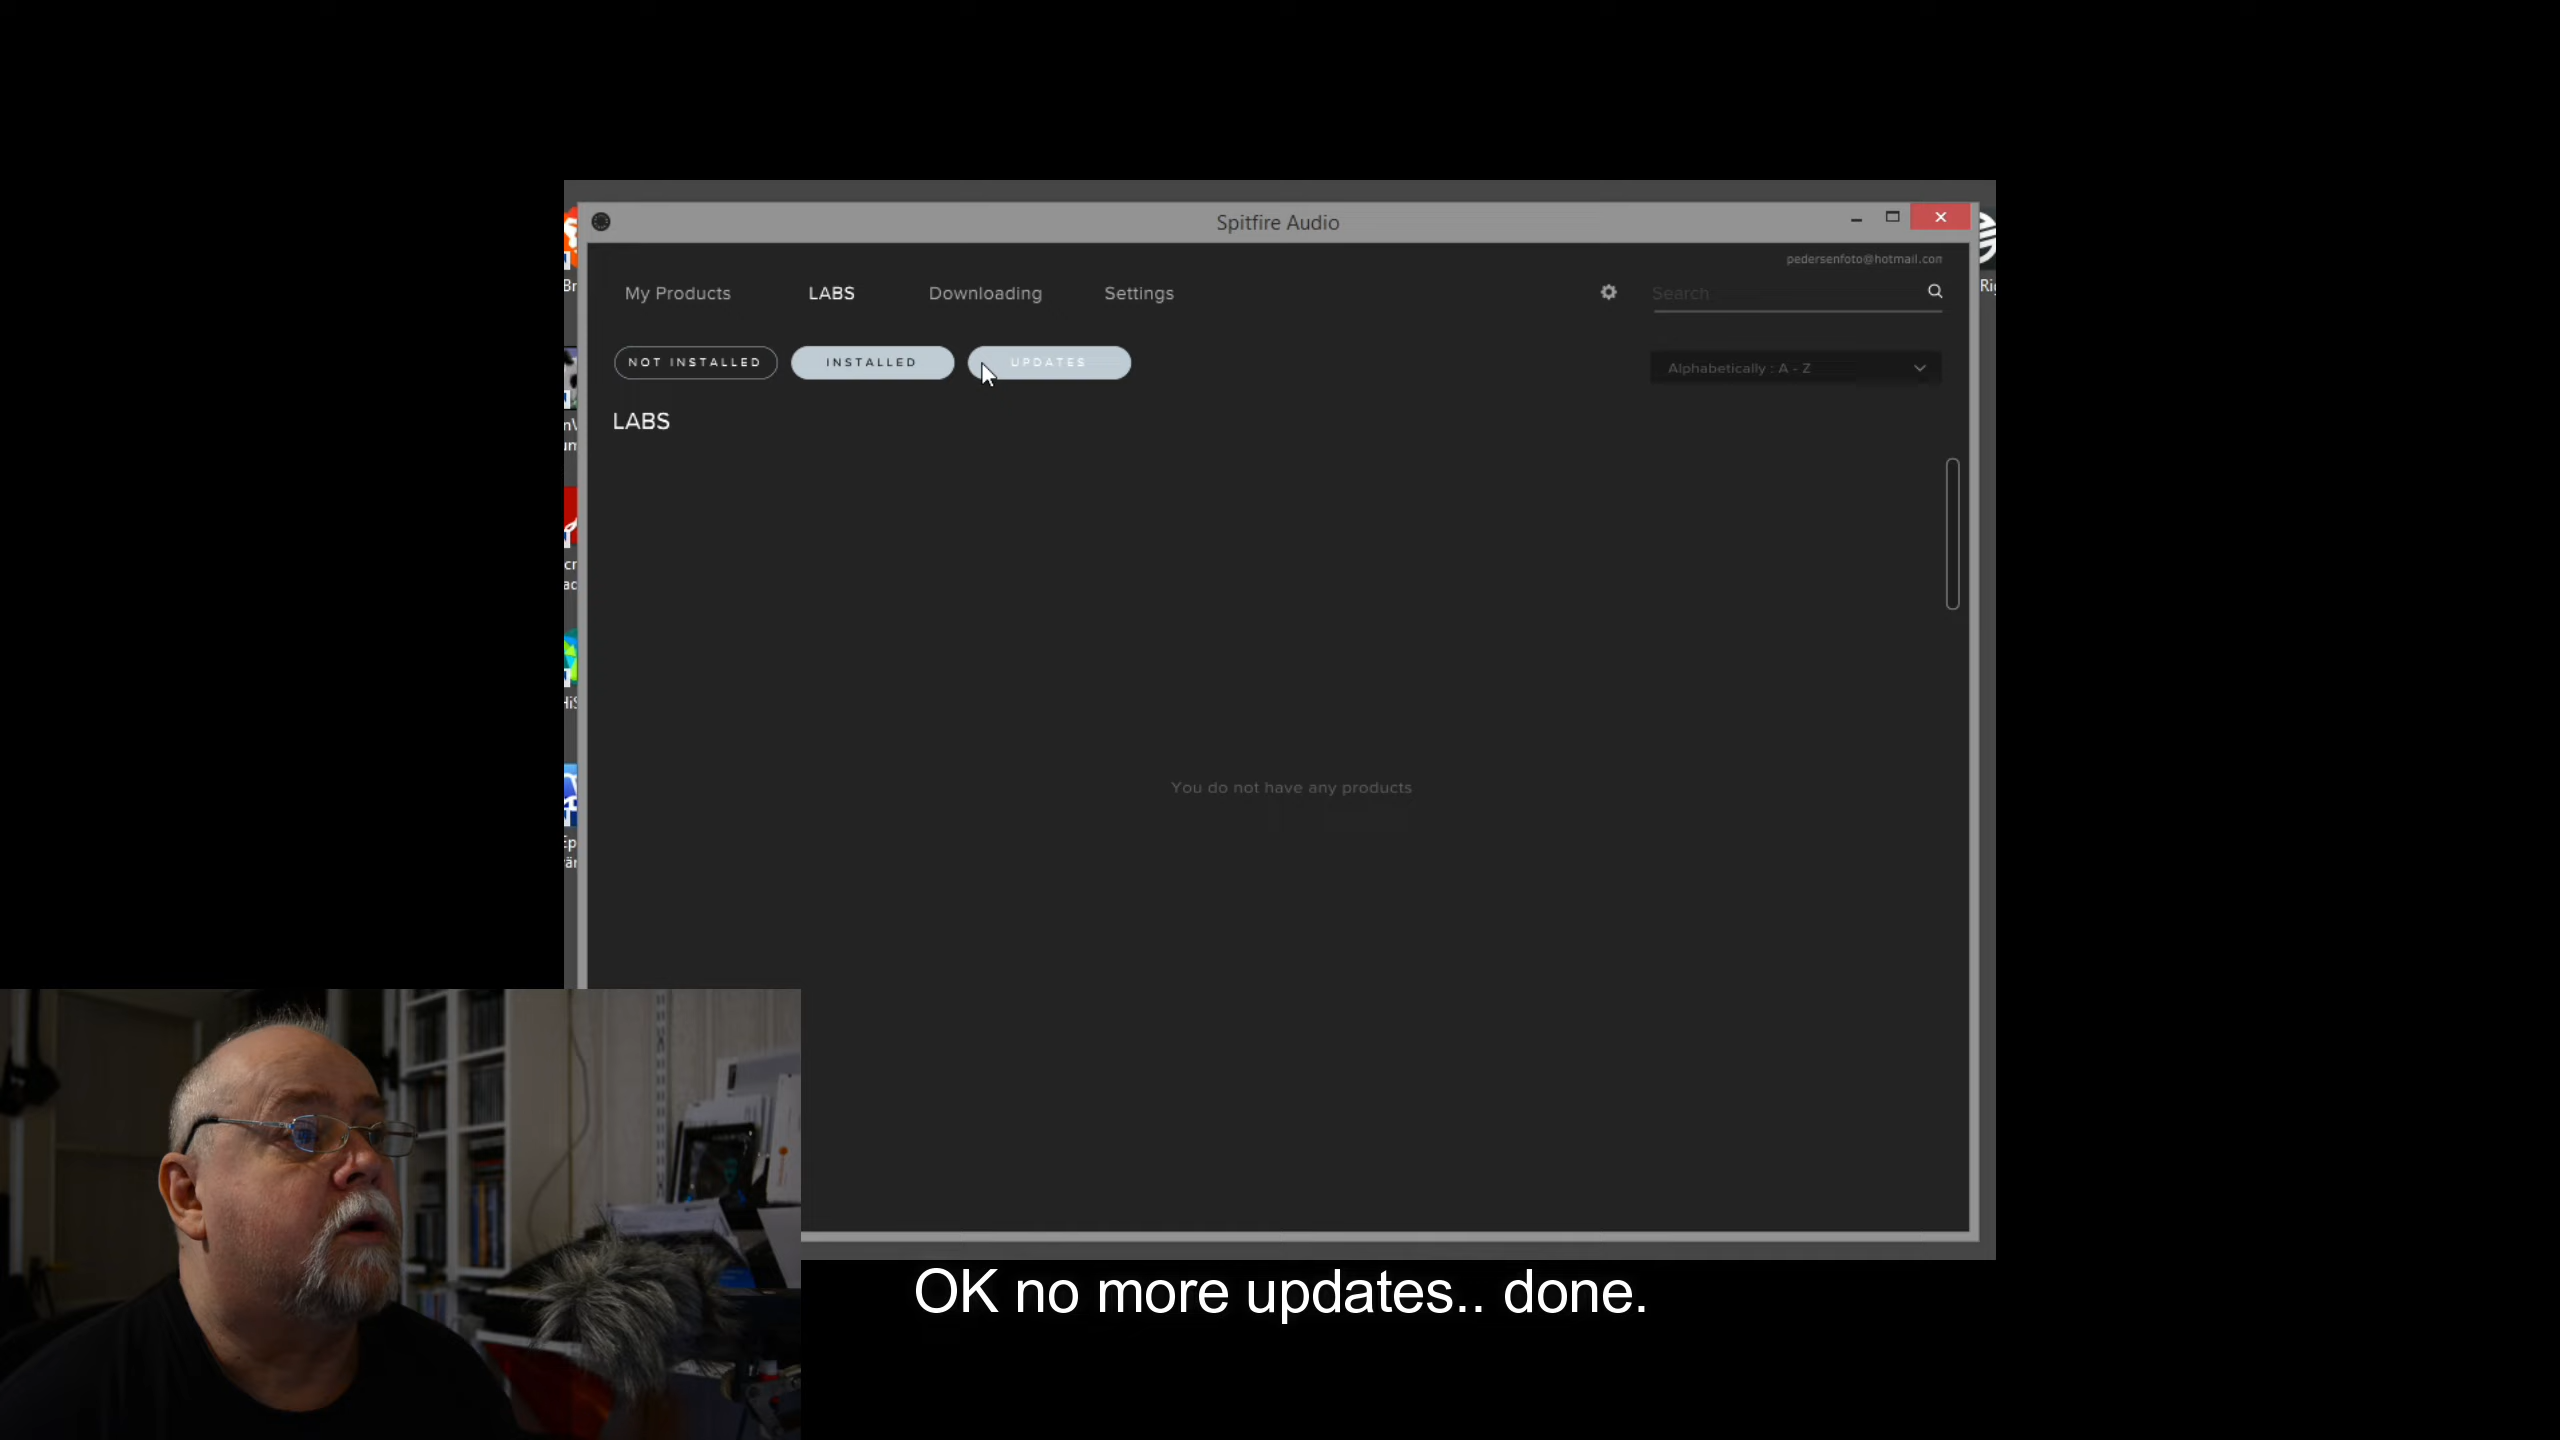 Spitfire Audio
pedersenfoto@hotmail.com
My Products LABS Downloading Settings Search
NOT INSTALLED INSTALLED UPDATES
Alphabetically : A - Z
LABS
You do not have any products
OK no more updates.. done.